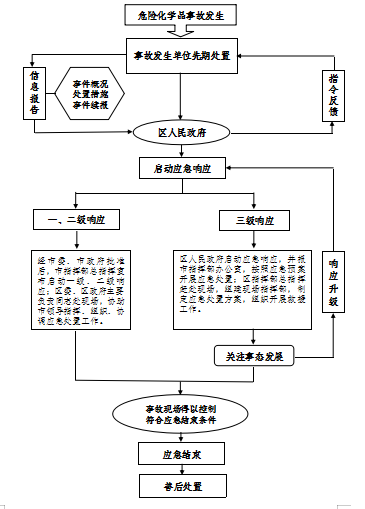 危险化学品事故发生
事故发生单位先期处置
信息
报告
事件概况
处置措施
事件续报
指令
反馈
区人民政府
启动应急响应
一、二级响应
三级响应
经市委、市政府批准
后，市指挥部总指挥宣
布启动一级、二级响
应；区委、区政府主要
负责同志赴现场，协助
市领导指挥、组织、协
调应急处置工作。
区人民政府启动应急响应，并报
市指挥部办公室，按照应急预案
开展应急处置；区指挥部总指挥
赶赴现场，组建现场指挥部，制
定应急处置方案，组织开展救援
工作。
响应
升级
关注事态发展
事故现场得以控制
符合应急结束条件
应急结束
善后处置